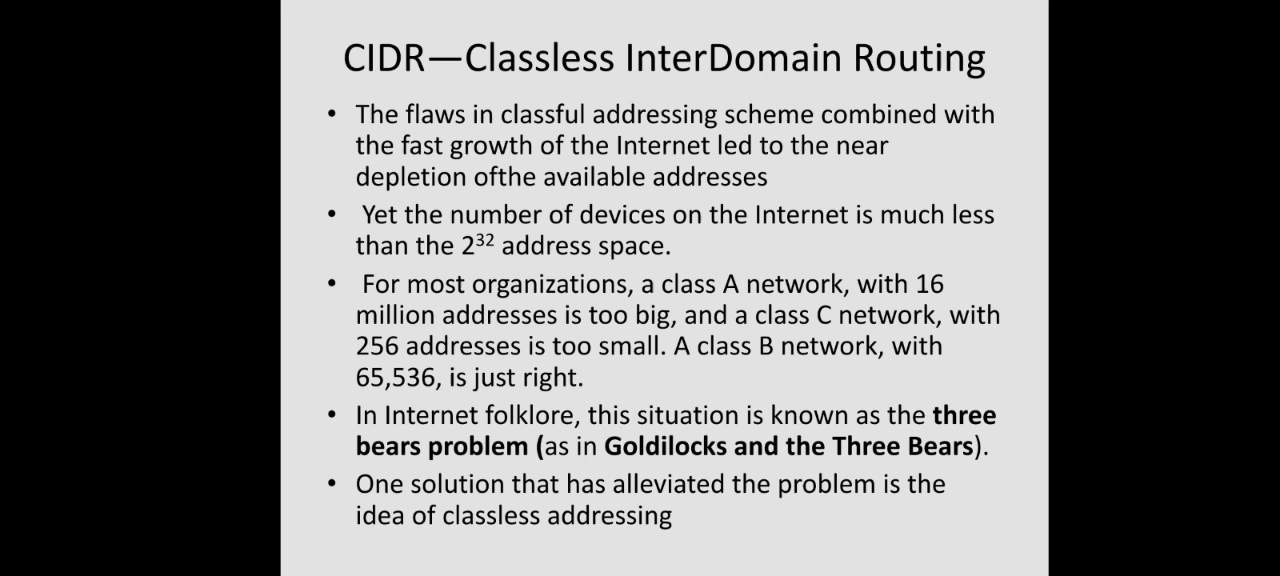 CIDR—Classless InterDomain Routing
• The flaws in classful addressing scheme combined with
the fast growth of the Internet led to the near
depletion ofthe available addresses
• Yet the number of devices on the Internet is much less
than the 2³² address space.
• For most organizations, a class A network, with 16
million addresses is too big, and a class C network, with
256 addresses is too small. A class B network, with
65,536, is just right.
• In Internet folklore, this situation is known as the three
bears problem (as in Goldilocks and the Three Bears).
• One solution that has alleviated the problem is the
idea of classless addressing